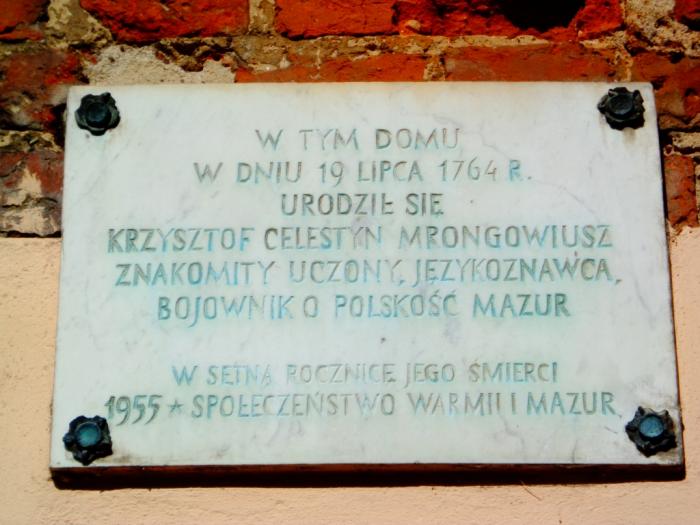 W TYM DOMU
W DNIU 19 LIPCA 1764 R.
URODZIŁ SIĘ
KRZYSZTOF CELESTYN MRONGOWIUSZ
ZNAKOMITY UCZONY, JĘZYKOZNAWCA,
BOJOWNIK O POLSKOŚĆ MAZUR
W SETNĄ ROCZNICĘ JEGO ŚMIERCI
1955 ★ SPOŁECZEŃSTWO WARMII I MAZUR